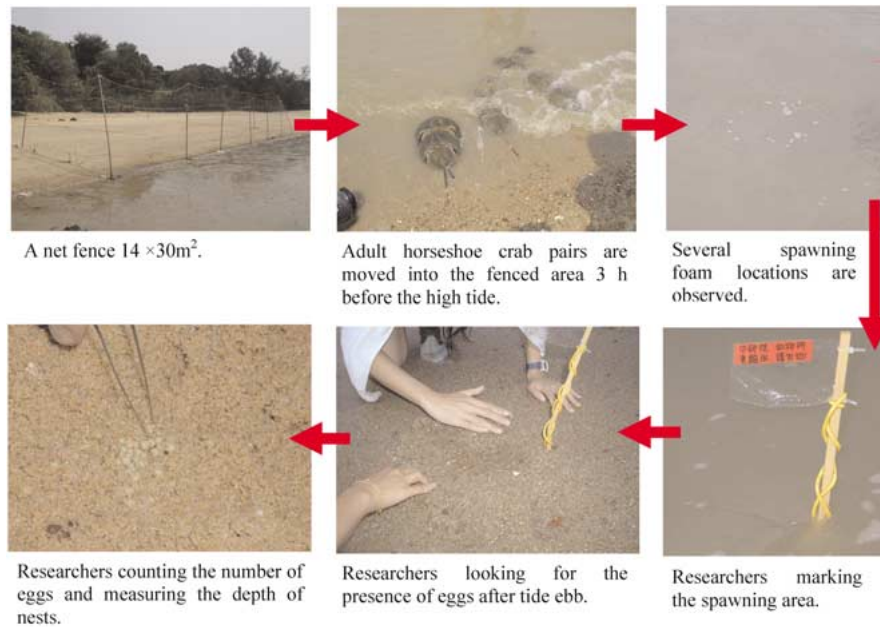 A net fence 14 ×30m².
Adult horseshoe crab pairs are
moved into the fenced area 3 h
before the high tide.
Several spawning
foam locations are
observed.
Researchers counting the number of
eggs and measuring the depth of
nests.
Researchers looking for the
presence of eggs after tide ebb.
Researchers marking
the spawning area.